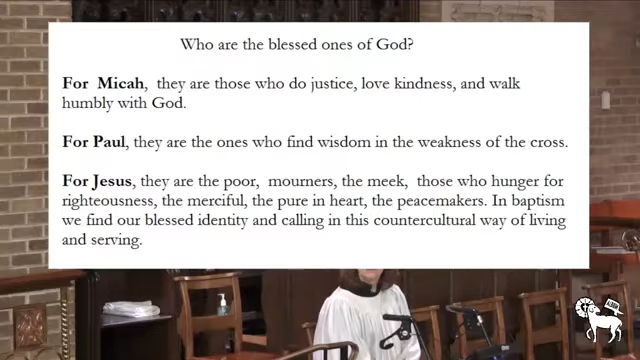 Who are the blessed ones of God?
For Micah, they are those who do justice, love kindness, and walk
humbly with God.
For Paul, they are the ones who find wisdom in the weakness of the cross.
For Jesus, they are the poor, mourners, the meek, those who hunger for
righteousness, the merciful, the pure in heart, the peacemakers. In baptism
we find our blessed identity and calling in this countercultural way of living
and serving.